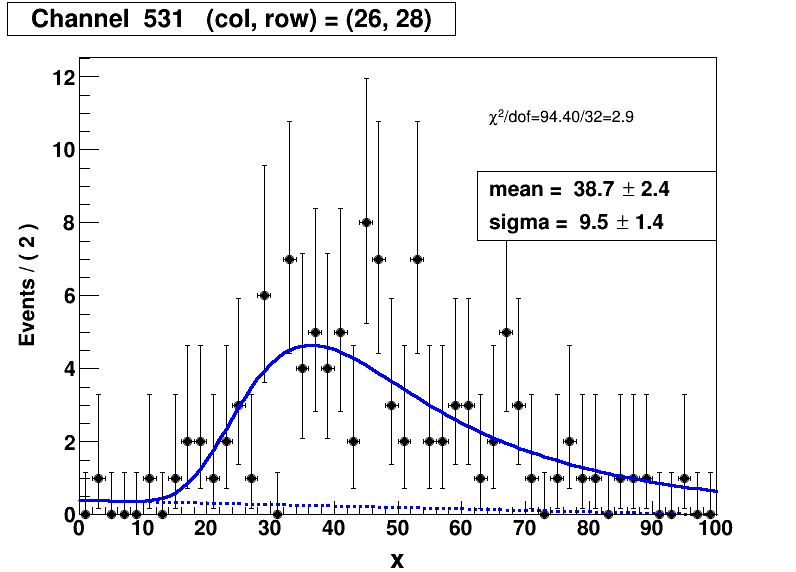 Channel 531 (col, row) = (26, 28)
χ²/dof=94.40/32=2.9
mean = 38.7 ± 2.4
sigma = 9.5 ± 1.4
Events / ( 2 )
12
10
8
6
4
2
0
0 10 20 30 40 50 60 70 80 90 100
x